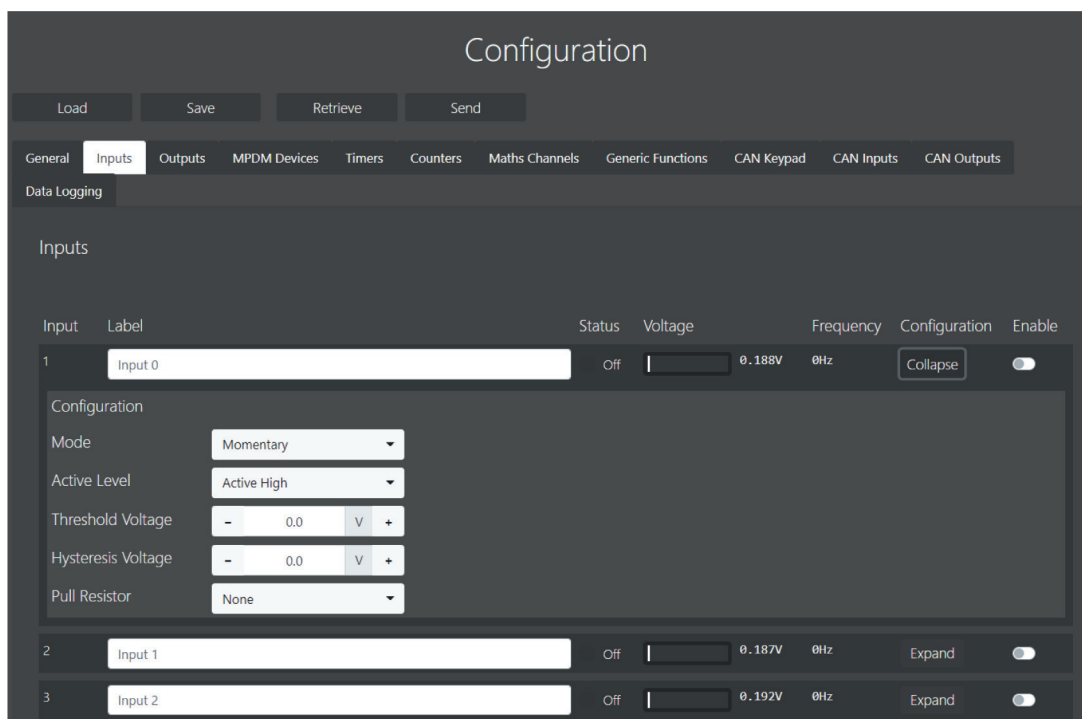 Configuration
Load Save Retrieve Send
General Inputs Outputs MPDM Devices Timers Counters Maths Channels Generic Functions CAN Keypad CAN Inputs CAN Outputs
Data Logging
Inputs
Input Label Status Voltage Frequency Configuration Enable
1 Input 0 Off 0.188V 0Hz Collapse
Configuration
Mode Momentary
Active Level Active High
Threshold Voltage - 0.0 V +
Hysteresis Voltage - 0.0 V +
Pull Resistor None
2 Input 1 Off 0.187V 0Hz Expand
3 Input 2 Off 0.192V 0Hz Expand